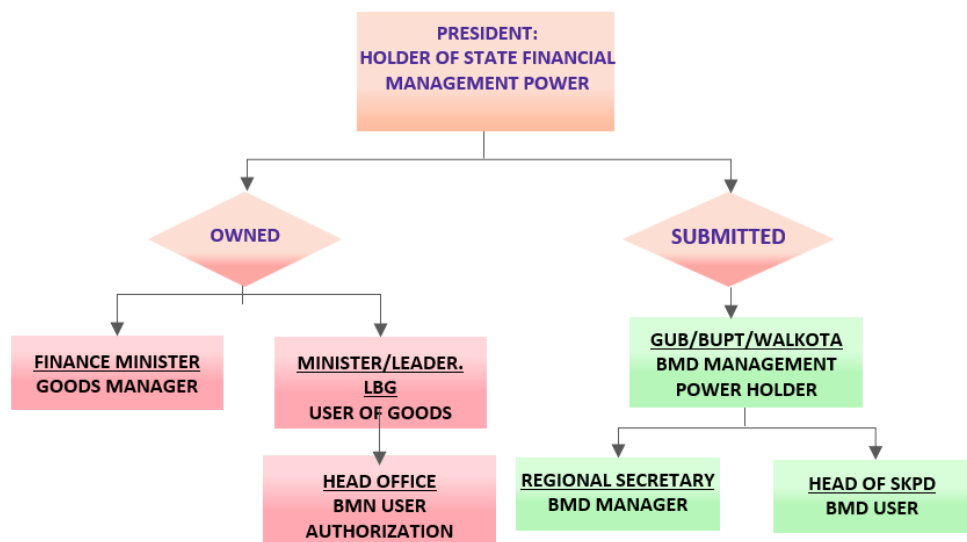 PRESIDENT:
HOLDER OF STATE FINANCIAL
MANAGEMENT POWER
OWNED
SUBMITTED
FINANCE MINISTER
GOODS MANAGER
MINISTER/LEADER.
LBG
USER OF GOODS
GUB/BUPT/WALKOTA
BMD MANAGEMENT
POWER HOLDER
HEAD OFFICE
BMN USER
AUTHORIZATION
REGIONAL SECRETARY
BMD MANAGER
HEAD OF SKPD
BMD USER